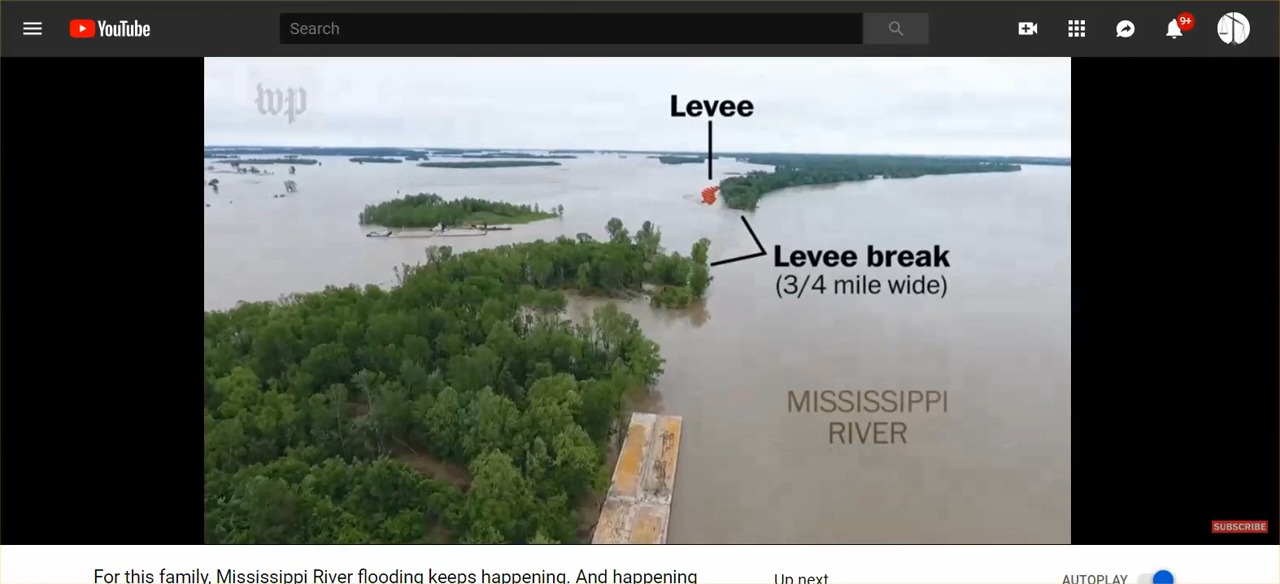 YouTube
Search
9+
wp
Levee
Levee break
(3/4 mile wide)
MISSISSIPPI
RIVER
SUBSCRIBE
For this family, Mississippi River flooding keeps happening. And happening
Up next
AUTOPLAY